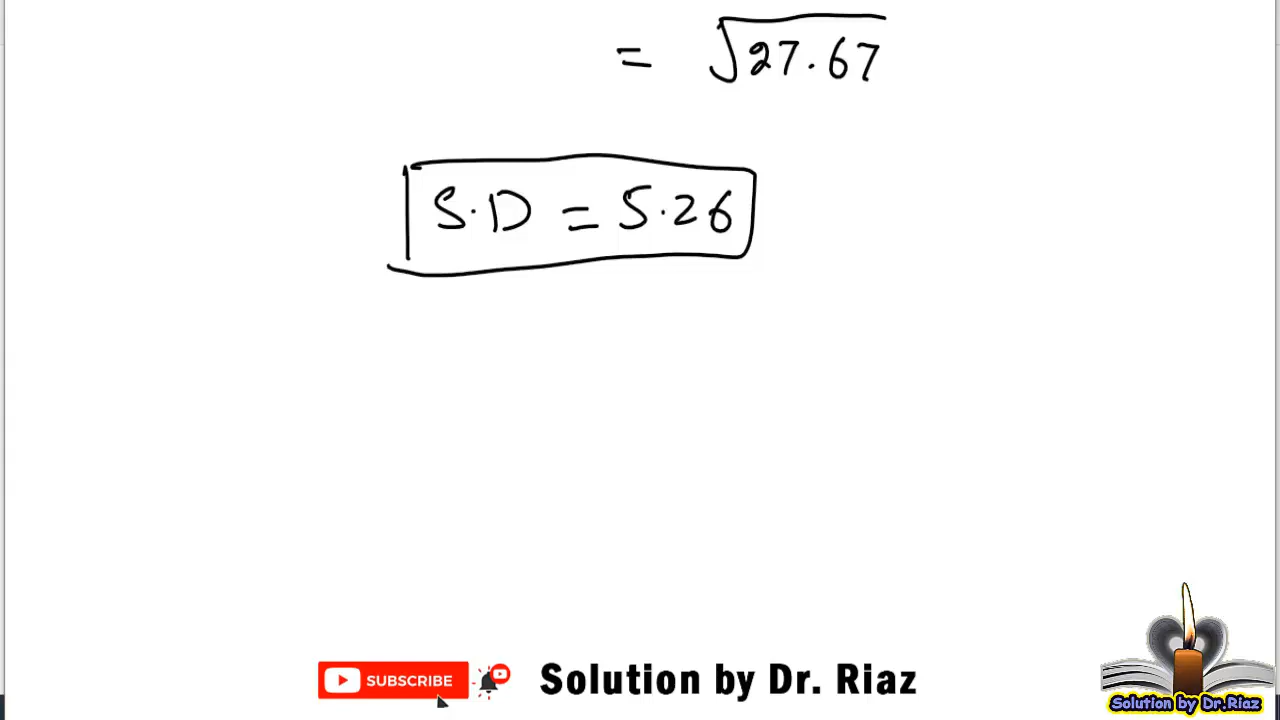 = √27.67
S.D = 5.26
SUBSCRIBE
Solution by Dr. Riaz
Solution by Dr.Riaz